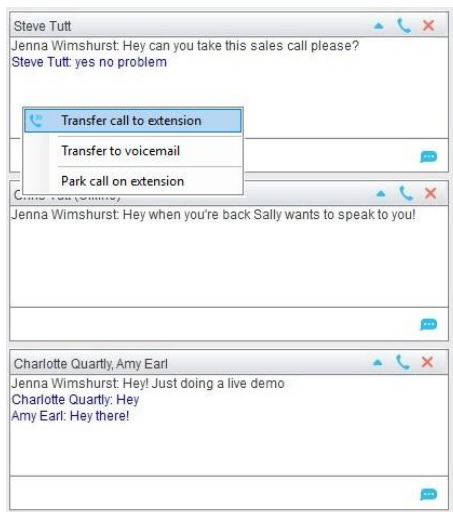 Steve Tutt
Jenna Wimshurst: Hey can you take this sales call please?
Steve Tutt: yes no problem
Transfer call to extension
Transfer to voicemail
Park call on extension
Jenna Wimshurst: Hey when you're back Sally wants to speak to you!
Charlotte Quartly, Amy Earl
Jenna Wimshurst: Hey! Just doing a live demo
Charlotte Quartly: Hey
Amy Earl: Hey there!